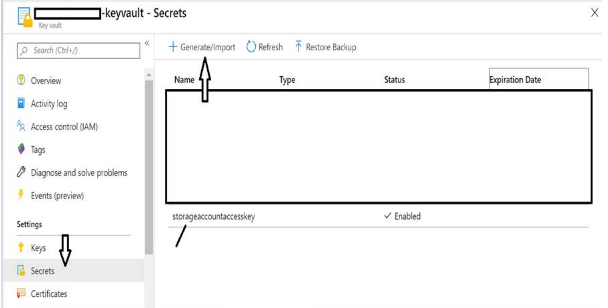 -keyvault - Secrets
Key vault
Search (Ctrl+/)
Generate/Import Refresh Restore Backup
Name Type Status Expiration Date
Overview
Activity log
Access control (IAM)
Tags
Diagnose and solve problems
Events (preview)
storageaccountaccesskey Enabled
Settings
Keys
Secrets
Certificates